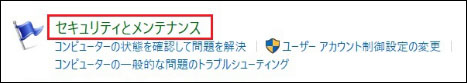 セキュリティとメンテナンス
コンピューターの状態を確認して問題を解決 ユーザー アカウント制御設定の変更
コンピューターの一般的な問題のトラブルシューティング